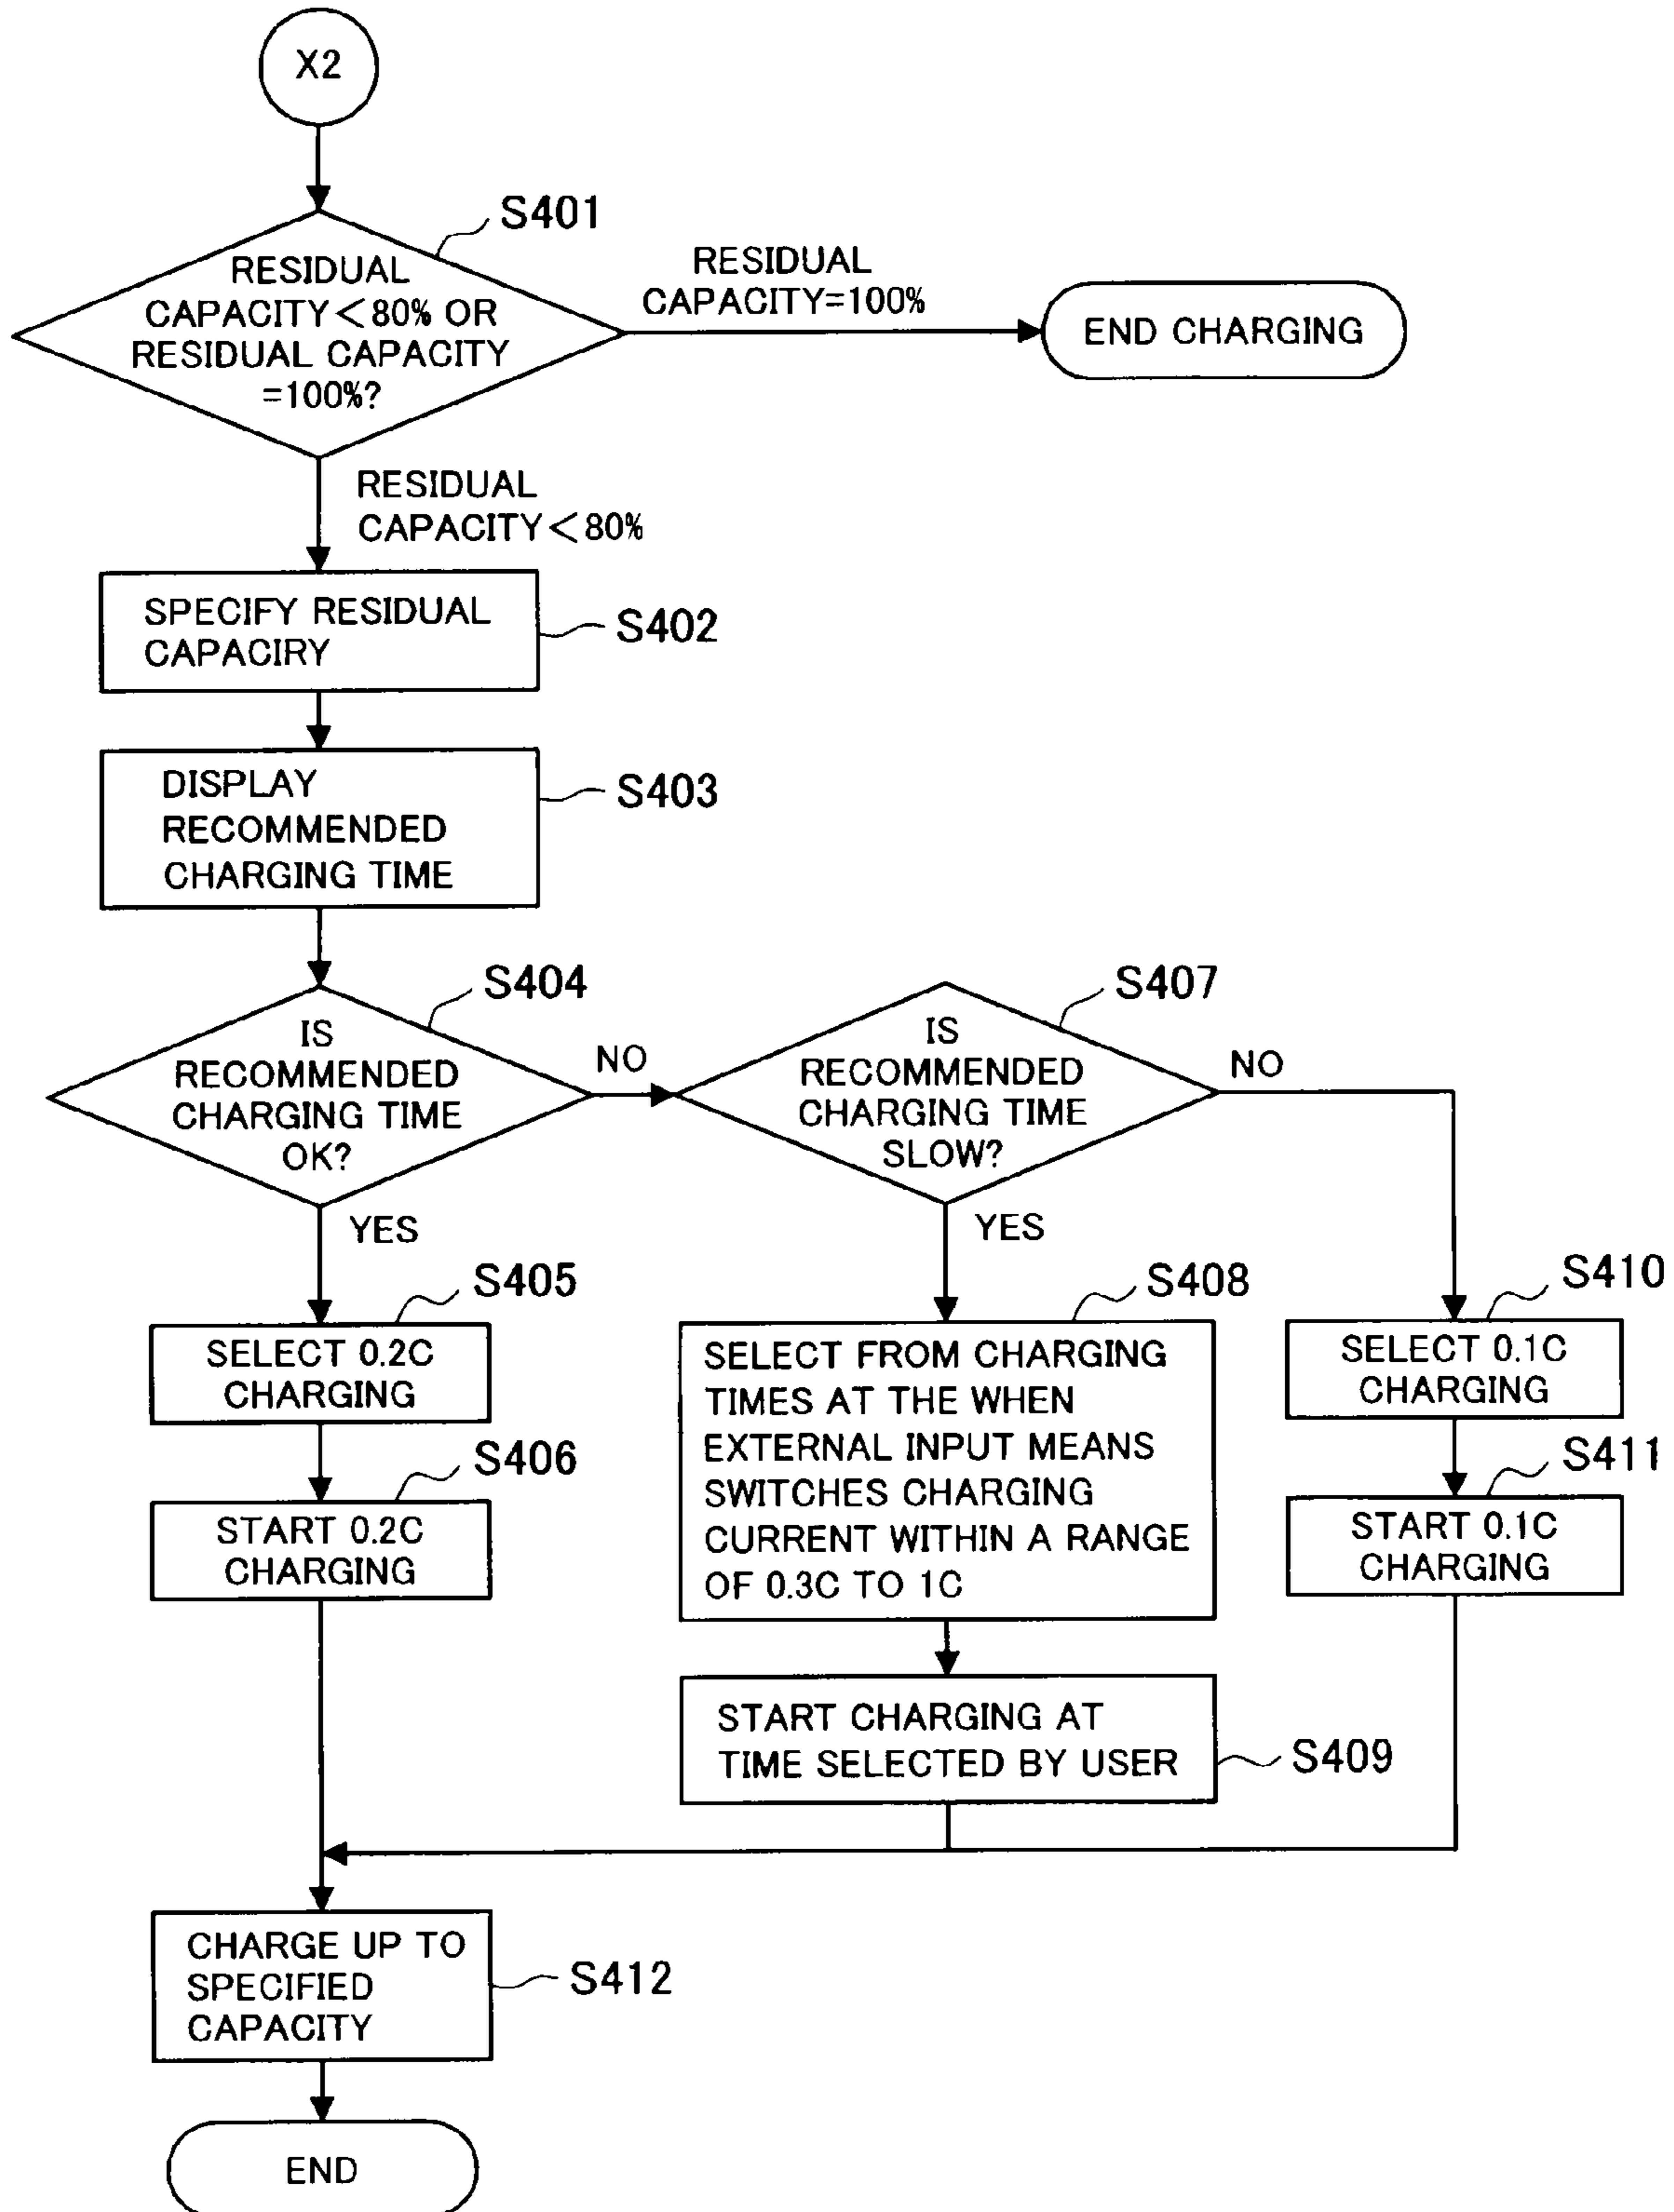 X2
S401
RESIDUAL
CAPACITY<80% OR
RESIDUAL CAPACITY
=100%?
RESIDUAL
CAPACITY=100%
END CHARGING
RESIDUAL
CAPACITY<80%
SPECIFY RESIDUAL
CAPACIRY
S402
DISPLAY
RECOMMENDED
CHARGING TIME
S403
S404
IS
RECOMMENDED
CHARGING TIME
OK?
NO
YES
S407
IS
RECOMMENDED
CHARGING TIME
SLOW?
NO
YES
S405
SELECT 0.2C
CHARGING
S406
START 0.2C
CHARGING
S408
SELECT FROM CHARGING
TIMES AT THE WHEN
EXTERNAL INPUT MEANS
SWITCHES CHARGING
CURRENT WITHIN A RANGE
OF 0.3C TO 1C
START CHARGING AT
TIME SELECTED BY USER
S409
S410
SELECT 0.1C
CHARGING
S411
START 0.1C
CHARGING
CHARGE UP TO
SPECIFIED
CAPACITY
S412
END